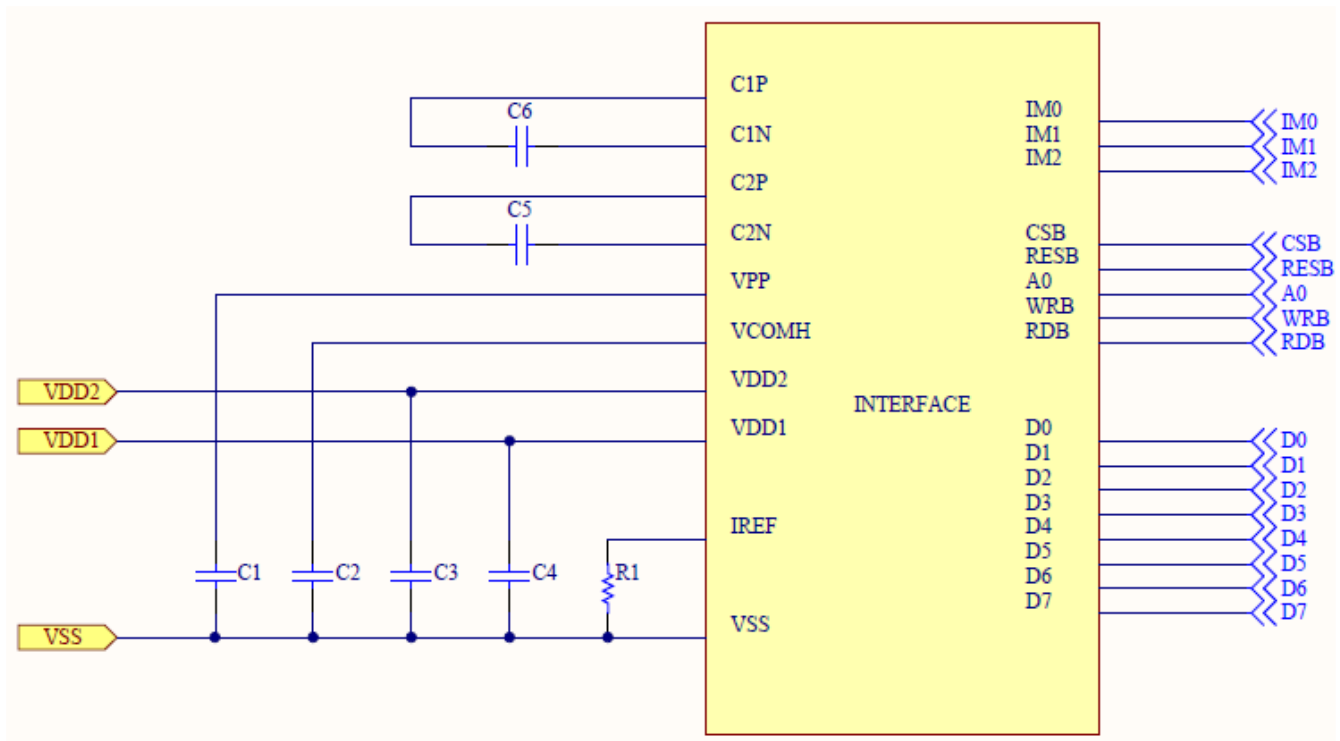 C1P
C6
C1N
C2P
C5
C2N
VPP
VCOMH
VDD2
VDD2
VDD1
VDD1
IREF
C1
C2
C3
C4
R1
VSS
VSS
INTERFACE
IM0
IM1
IM2
CSB
RESB
A0
WRB
RDB
D0
D1
D2
D3
D4
D5
D6
D7
IM0
IM1
IM2
CSB
RESB
A0
WRB
RDB
D0
D1
D2
D3
D4
D5
D6
D7